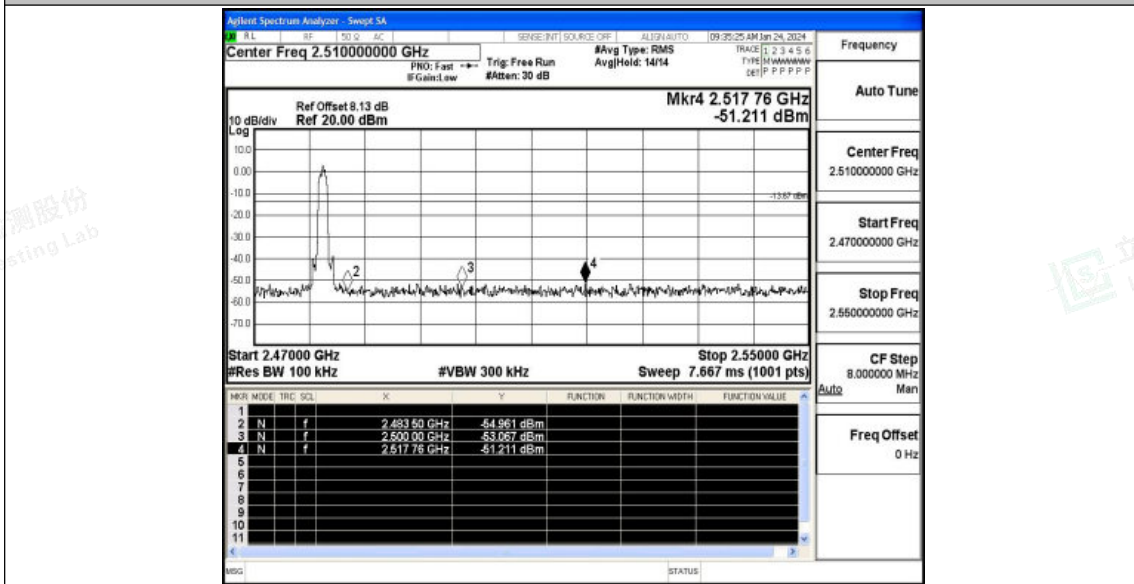 Agilent Spectrum Analyzer - Swept SA
RL RF 50 Ω AC SENSE:INT SOURCE OFF ALIGN AUTO 09:35:25 AM Jan 24, 2024
Center Freq 2.510000000 GHz
PNO: Fast
IFGain:Low
Trig: Free Run
#Atten: 30 dB
#Avg Type: RMS
Avg|Hold: 14/14
TRACE 1 2 3 4 5 6
TYPE M WWWWW
DET P P P P P P
Frequency
Auto Tune
Ref Offset 8.13 dB
10 dB/div Ref 20.00 dBm
Log
Mkr4 2.517 76 GHz
-51.211 dBm
10.0
0.00
-10.0
-20.0
-30.0
-40.0
-50.0
-60.0
-70.0
-13.67 dBm
2
3
4
Center Freq
2.510000000 GHz
Start Freq
2.470000000 GHz
Stop Freq
2.550000000 GHz
Start 2.47000 GHz Stop 2.55000 GHz
#Res BW 100 kHz #VBW 300 kHz Sweep 7.667 ms (1001 pts)
CF Step
8.000000 MHz
Auto Man
MKR MODE TRC SCL X Y FUNCTION FUNCTION WIDTH FUNCTION VALUE
1
2 N f 2.483 50 GHz -54.961 dBm
3 N f 2.500 00 GHz -53.067 dBm
4 N f 2.517 76 GHz -51.211 dBm
5
6
7
8
9
10
11
Freq Offset
0 Hz
MSG STATUS
测股份
sting Lab
立
LCS